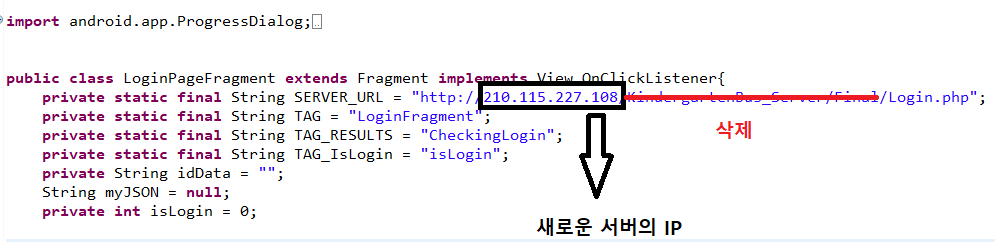 import android.app.ProgressDialog;
public class LoginPageFragment extends Fragment implements View.OnClickListener{
private static final String SERVER_URL = "http://210.115.227.108/KindergartenBus_Server/Final/Login.php";
private static final String TAG = "LoginFragment";
삭제
private static final String TAG_RESULTS = "CheckingLogin";
private static final String TAG_IsLogin = "isLogin";
private String idData = "";
String myJSON = null;
private int isLogin = 0;
새로운 서버의 IP